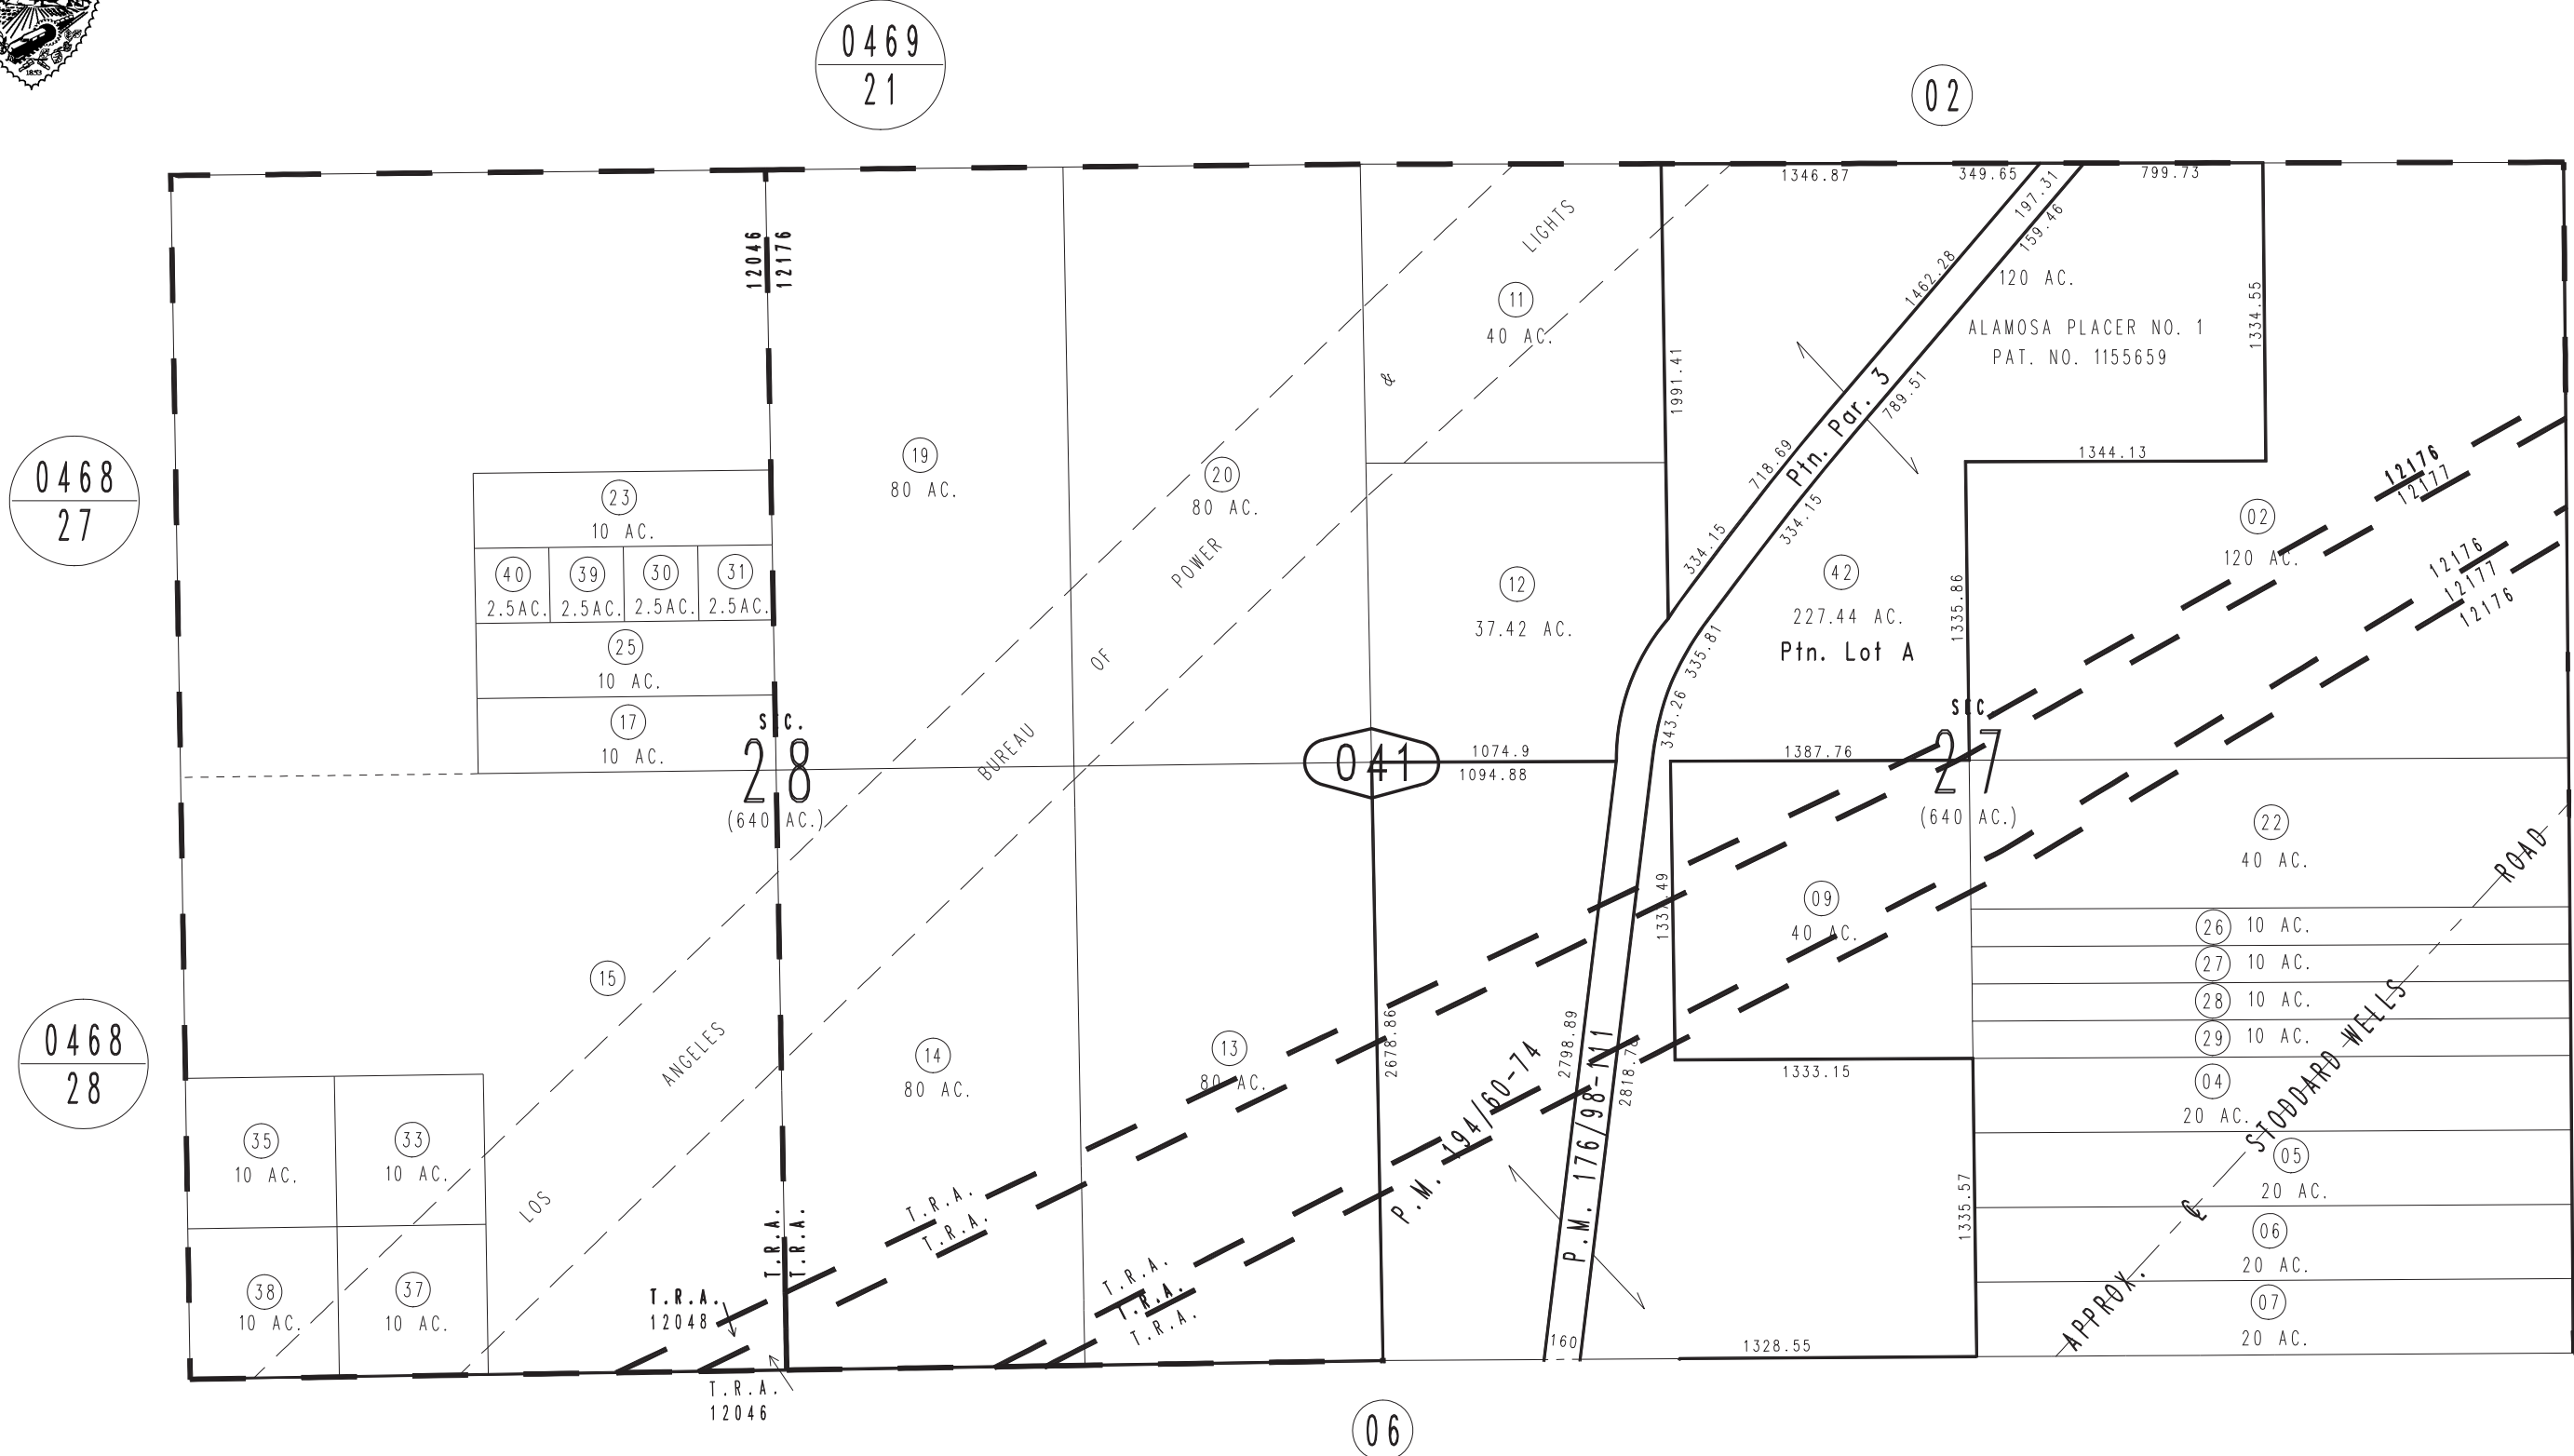 1853
0469
21
02
1346.87
349.65
799.73
197.31
159.46
12046
12176
LIGHTS
1462.28
120 AC.
11
40 AC.
ALAMOSA PLACER NO. 1
PAT. NO. 1155659
1334.55
&
1991.41
Ptn. Par. 3
789.51
0468
27
19
80 AC.
20
80 AC.
718.69
1344.13
12176
12177
23
10 AC.
334.15
334.15
02
120 AC.
12176
12177
12176
40
2.5AC.
39
2.5AC.
30
2.5AC.
31
2.5AC.
POWER
12
37.42 AC.
42
227.44 AC.
Ptn. Lot A
1335.86
25
10 AC.
OF
335.81
17
10 AC.
SEC.
28
(640 AC.)
BUREAU
343.26
041
1074.9
1094.88
1387.76
SEC.
27
(640 AC.)
22
40 AC.
ROAD
09
40 AC.
26 10 AC.
27 10 AC.
28 10 AC.
29 10 AC.
15
0468
28
ANGELES
14
80 AC.
13
80 AC.
2678.86
2798.89
P.M. 194/60-74
P.M. 176/98-111
1333.15
04
20 AC.
STODDARD WELLS
05
20 AC.
35
10 AC.
33
10 AC.
LOS
T.R.A.
T.R.A.
T.R.A.
T.R.A.
1335.57
06
20 AC.
38
10 AC.
37
10 AC.
T.R.A.
12048
T.R.A.
T.R.A.
T.R.A.
APPROX.
07
20 AC.
160
1328.55
T.R.A.
12046
06